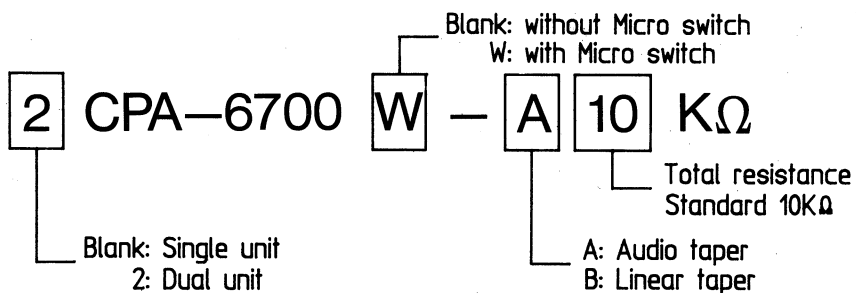 Blank: without Micro switch
W: with Micro switch
2 CPA—6700 W — A 10 KΩ
Total resistance
Standard 10KΩ
Blank: Single unit
2: Dual unit
A: Audio taper
B: Linear taper